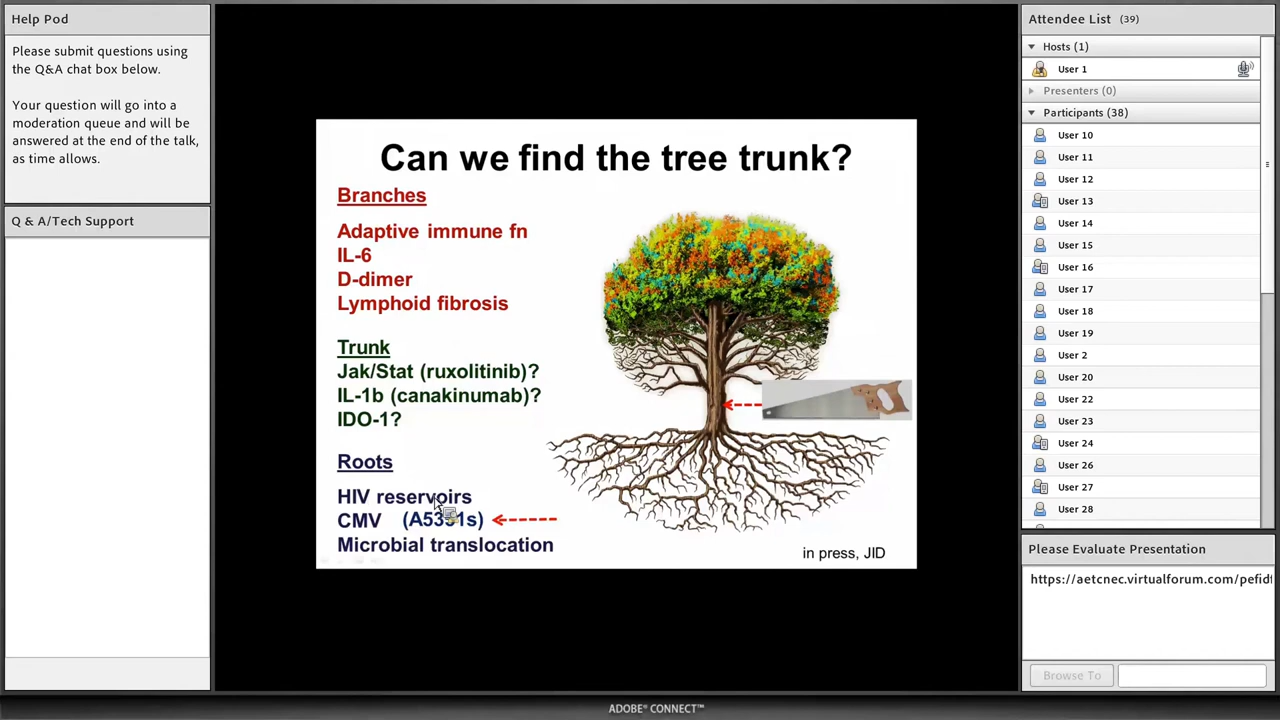 Help Pod
Please submit questions using
the Q&A chat box below.
Your question will go into a
moderation queue and will be
answered at the end of the talk,
as time allows.
Q & A/Tech Support
Can we find the tree trunk?
Branches
Adaptive immune fn
IL-6
D-dimer
Lymphoid fibrosis
Trunk
Jak/Stat (ruxolitinib)?
IL-1b (canakinumab)?
IDO-1?
Roots
HIV reservoirs
CMV
Microbial translocation
in press, JID
Attendee List (39)
Hosts (1)
User 1
Presenters (0)
Participants (38)
User 10
User 11
User 12
User 13
User 14
User 15
User 16
User 17
User 18
User 19
User 2
User 20
User 22
User 23
User 24
User 26
User 27
User 28
Please Evaluate Presentation
https://aetcnec.virtualforum.com/pefidf
Browse To
ADOBE® CONNECT™